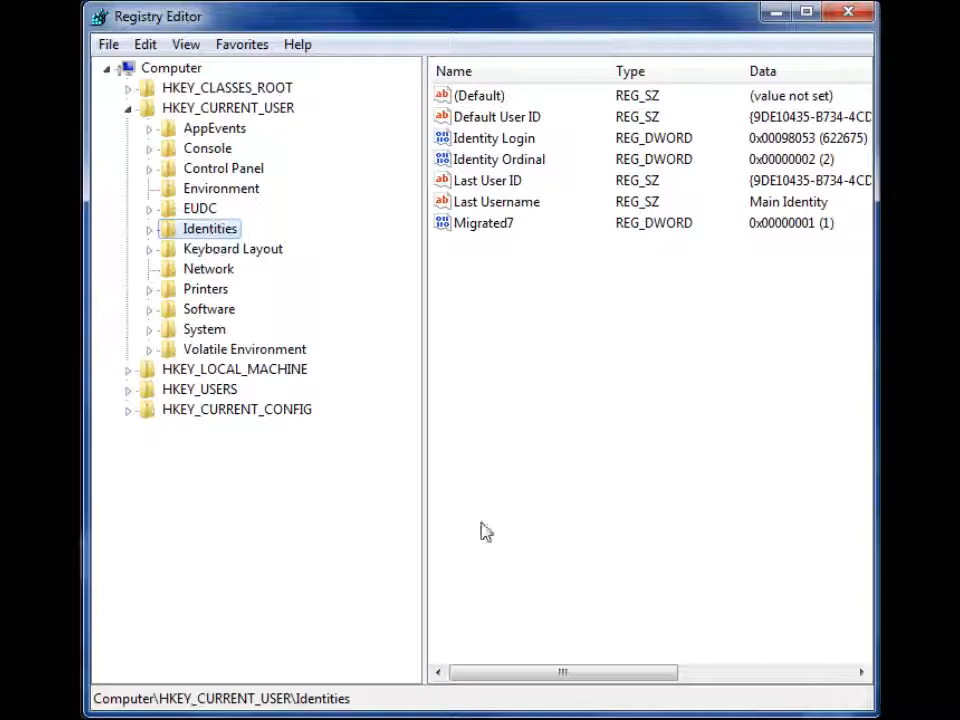 Registry Editor
File Edit View Favorites Help
Computer
HKEY_CLASSES_ROOT
HKEY_CURRENT_USER
AppEvents
Console
Control Panel
Environment
EUDC
Identities
Keyboard Layout
Network
Printers
Software
System
Volatile Environment
HKEY_LOCAL_MACHINE
HKEY_USERS
HKEY_CURRENT_CONFIG
Name Type Data
(Default) REG_SZ (value not set)
Default User ID REG_SZ {9DE10435-B734-4CD
Identity Login REG_DWORD 0x00098053 (622675)
Identity Ordinal REG_DWORD 0x00000002 (2)
Last User ID REG_SZ {9DE10435-B734-4CD
Last Username REG_SZ Main Identity
Migrated7 REG_DWORD 0x00000001 (1)
Computer\HKEY_CURRENT_USER\Identities